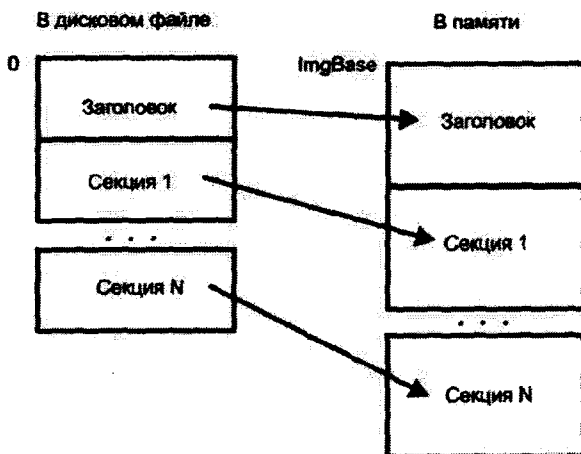 В дисковом файле
В памяти
0
ImgBase
Заголовок
Заголовок
Секция 1
Секция 1
. . .
Секция N
. . .
Секция N